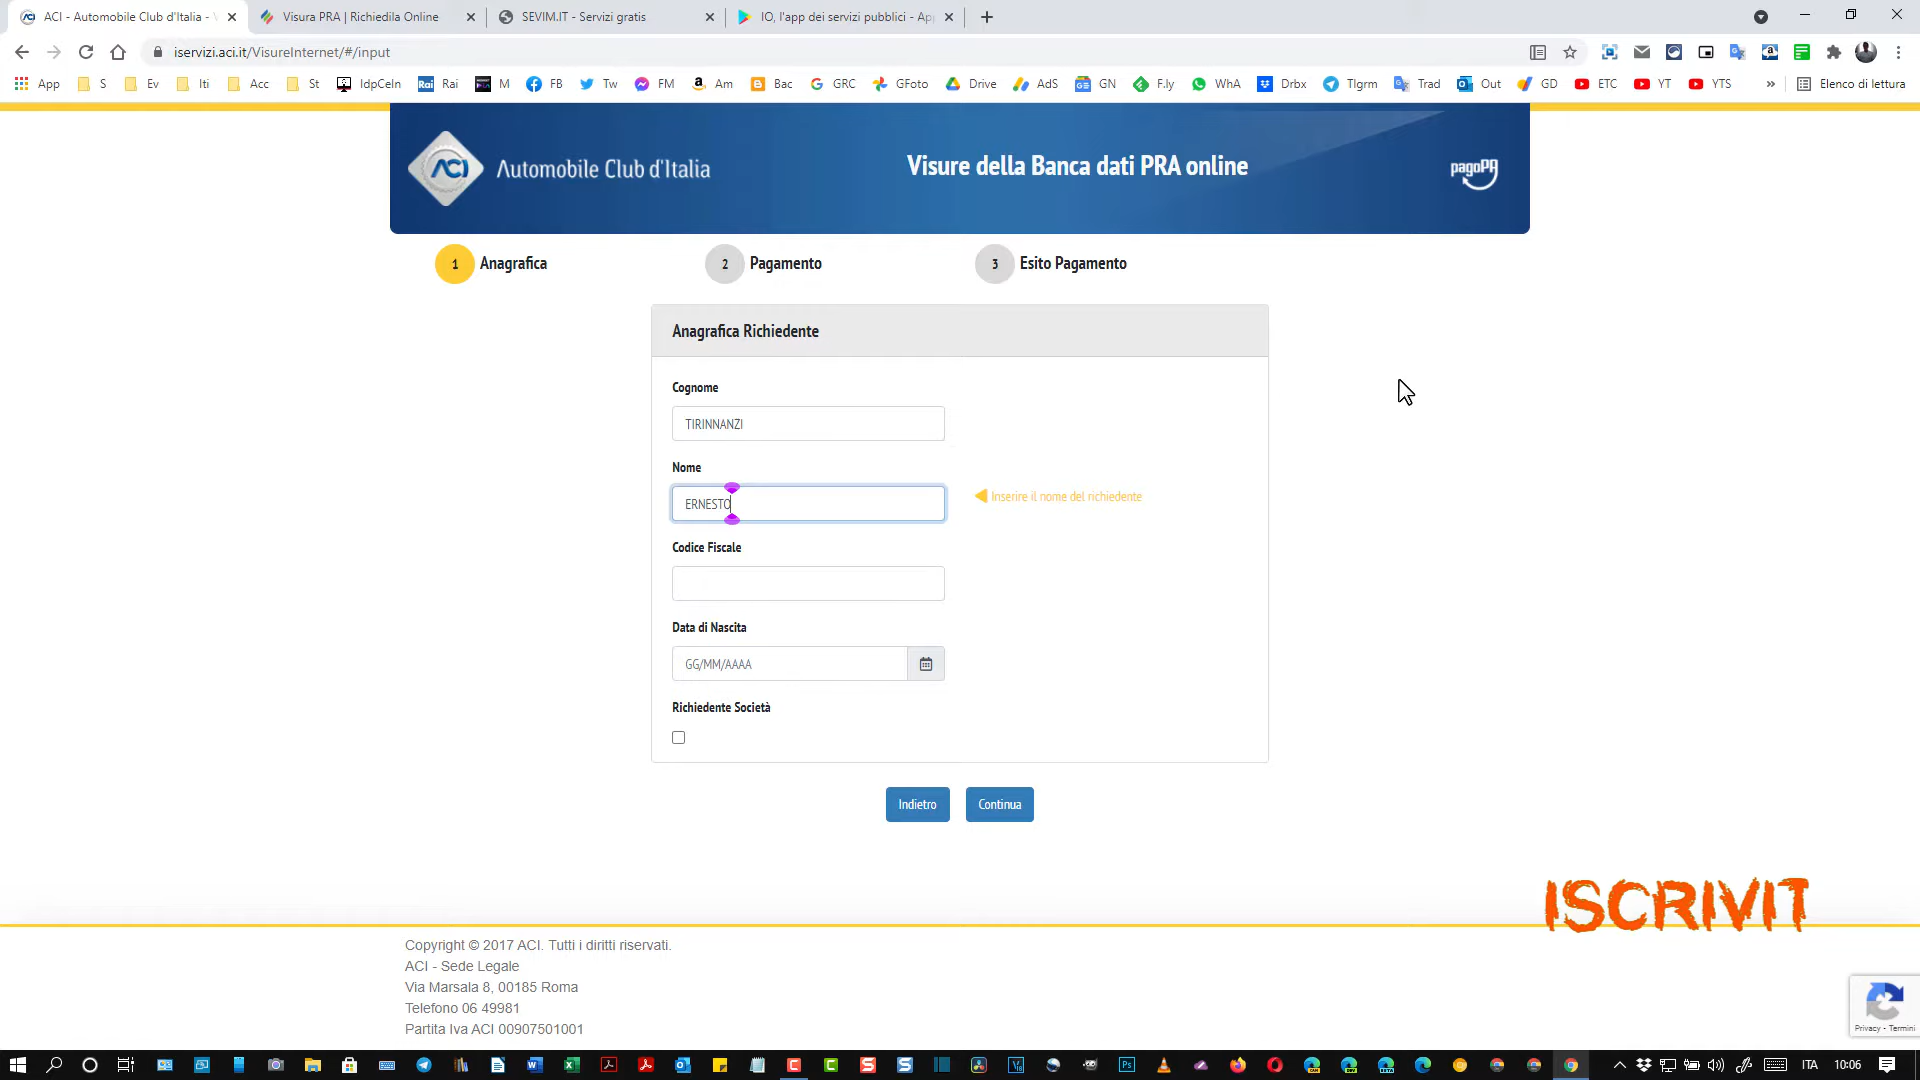 ACI - Automobile Club d'Italia - V
Visura PRA | Richiedila Online
SEVIM.IT - Servizi gratis
IO, l'app dei servizi pubblici - App
iservizi.aci.it/VisureInternet/#/input
App S Ev Iti Acc St IdpCeIn Rai M FB Tw FM Am Bac GRC GFoto Drive AdS GN F.ly WhA Drbx Tlgrm Trad Out GD ETC YT YTS » Elenco di lettura
ACI Automobile Club d'Italia
Visure della Banca dati PRA online
pagoPA
1 Anagrafica
2 Pagamento
3 Esito Pagamento
Anagrafica Richiedente
Cognome
TIRINNANZI
Nome
ERNESTO
Inserire il nome del richiedente
Codice Fiscale
Data di Nascita
GG/MM/AAAA
Richiedente Società
Indietro
Continua
ISCRIVIT
Copyright © 2017 ACI. Tutti i diritti riservati.
ACI - Sede Legale
Via Marsala 8, 00185 Roma
Telefono 06 49981
Partita Iva ACI 00907501001
Privacy - Termini
ITA
10:06